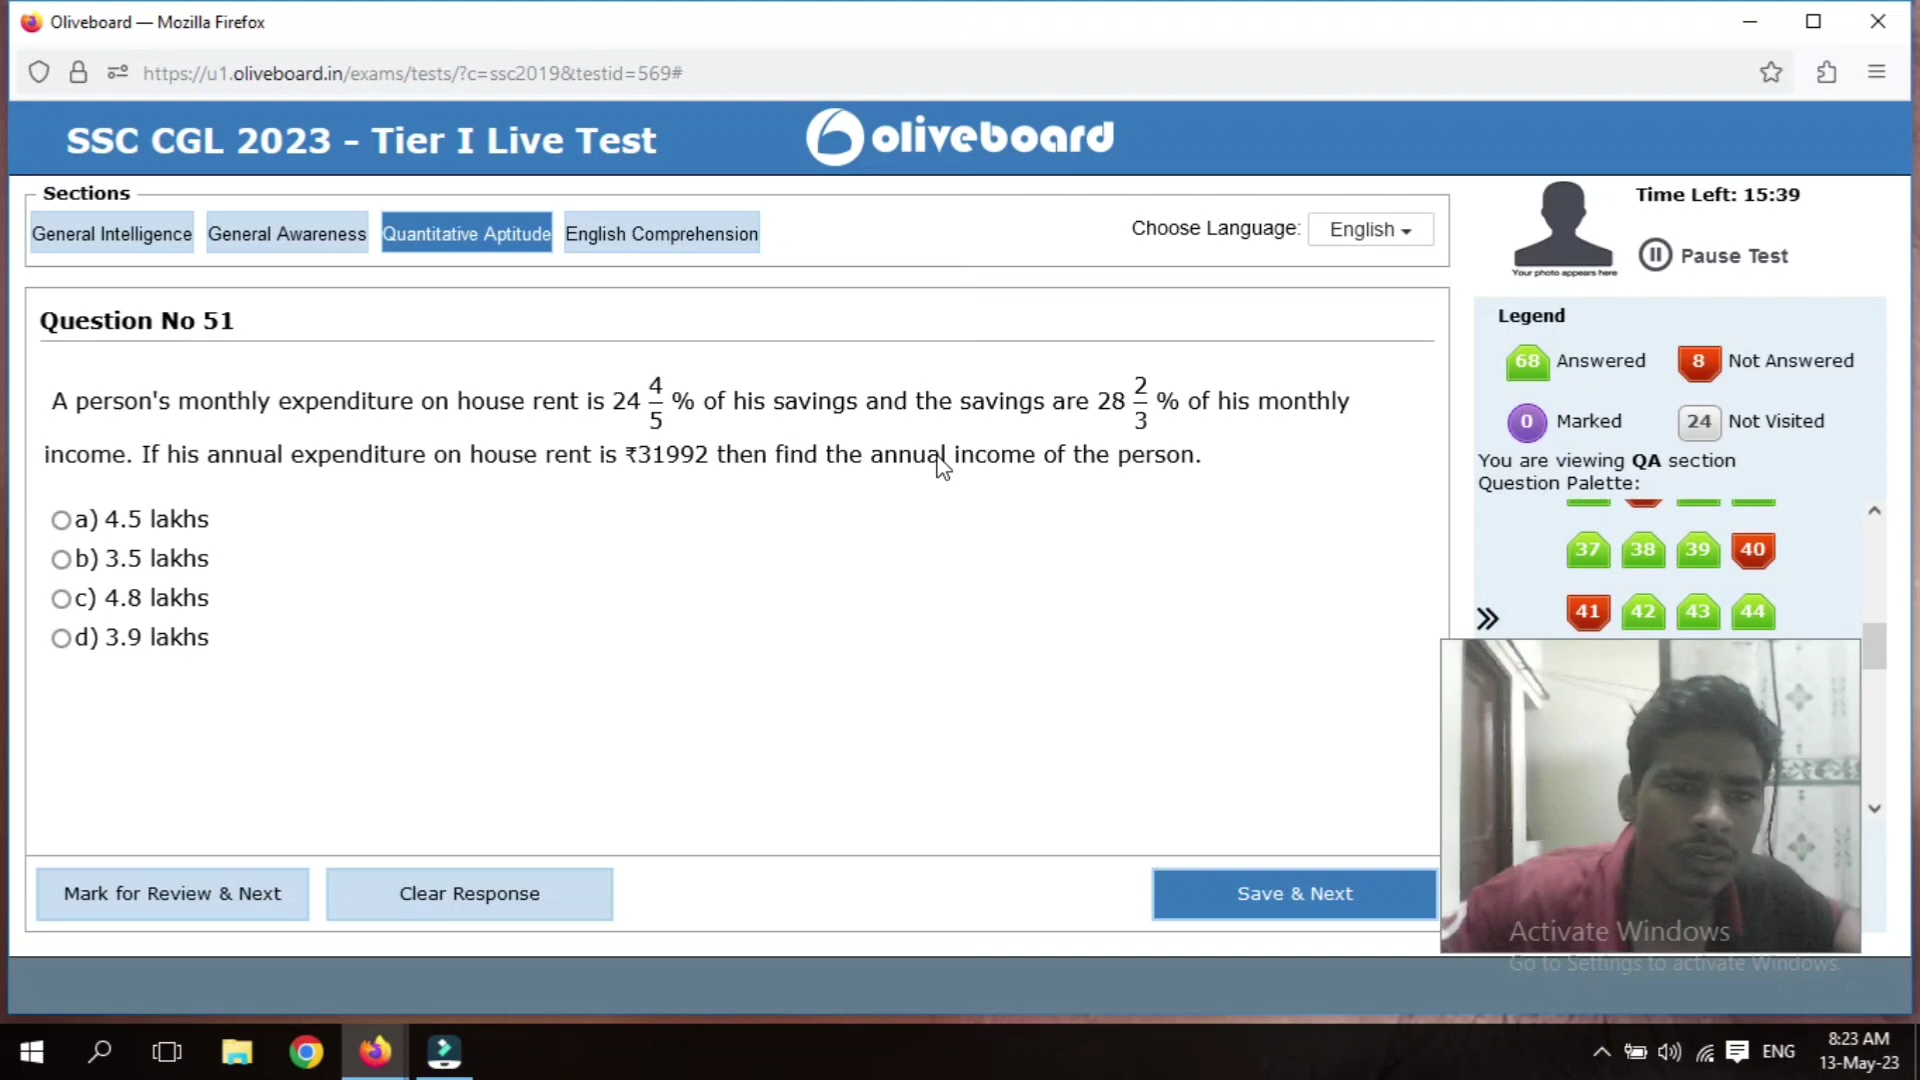 Oliveboard — Mozilla Firefox
https://u1.oliveboard.in/exams/tests/?c=ssc2019&testid=569#
SSC CGL 2023 - Tier I Live Test
oliveboard
Sections
General Intelligence General Awareness Quantitative Aptitude English Comprehension
Choose Language: English
Your photo appears here
Time Left: 15:39
Pause Test
Question No 51
A person's monthly expenditure on house rent is 24 4/5 % of his savings and the savings are 28 2/3 % of his monthly
income. If his annual expenditure on house rent is ₹31992 then find the annual income of the person.
a) 4.5 lakhs
b) 3.5 lakhs
c) 4.8 lakhs
d) 3.9 lakhs
Mark for Review & Next Clear Response Save & Next
Legend
68 Answered 8 Not Answered
0 Marked 24 Not Visited
You are viewing QA section
Question Palette:
37 38 39 40
41 42 43 44
Activate Windows
Go to Settings to activate Windows.
ENG
8:23 AM
13-May-23